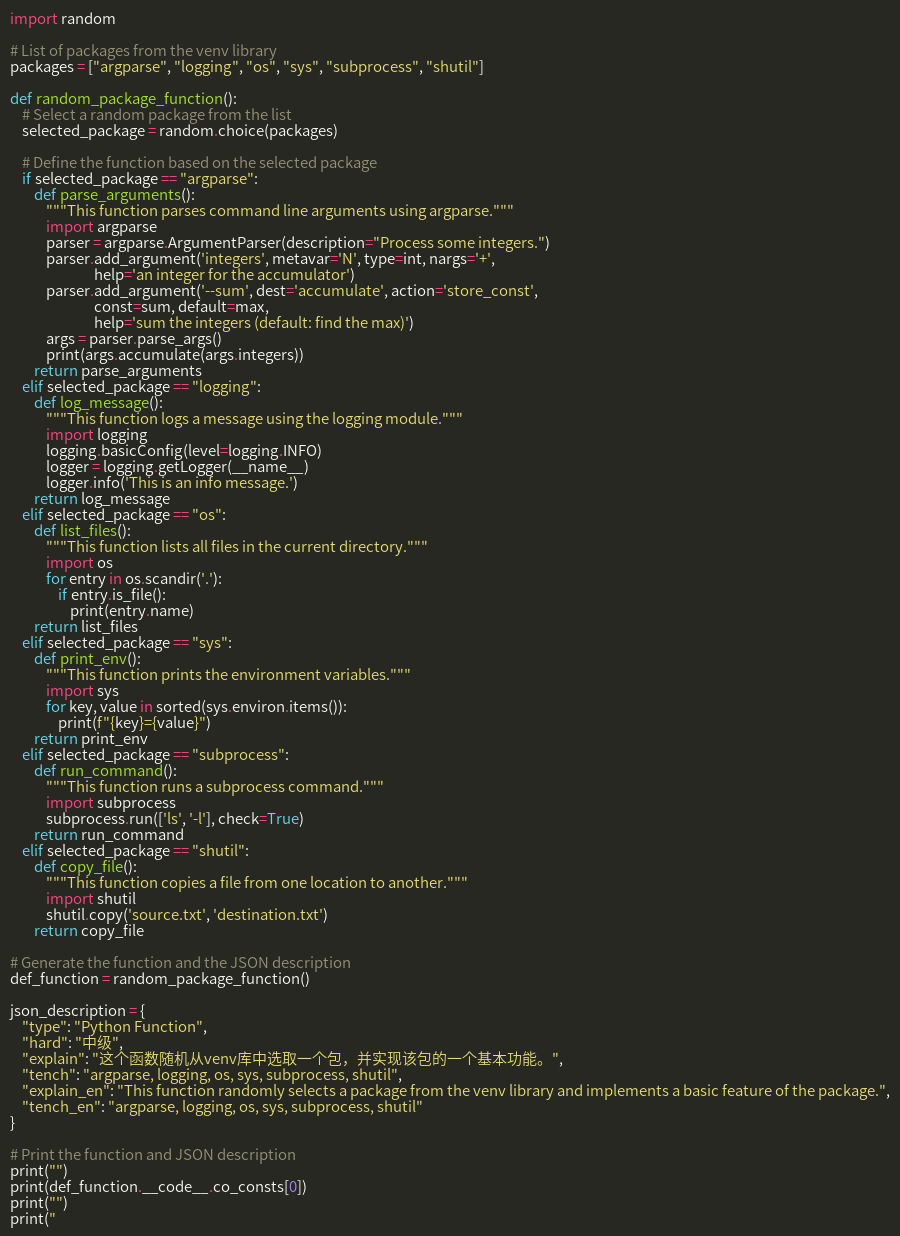 import random

# List of packages from the venv library
packages = ["argparse", "logging", "os", "sys", "subprocess", "shutil"]

def random_package_function():
    # Select a random package from the list
    selected_package = random.choice(packages)

    # Define the function based on the selected package
    if selected_package == "argparse":
        def parse_arguments():
            """This function parses command line arguments using argparse."""
            import argparse
            parser = argparse.ArgumentParser(description="Process some integers.")
            parser.add_argument('integers', metavar='N', type=int, nargs='+',
                            help='an integer for the accumulator')
            parser.add_argument('--sum', dest='accumulate', action='store_const',
                            const=sum, default=max,
                            help='sum the integers (default: find the max)')
            args = parser.parse_args()
            print(args.accumulate(args.integers))
        return parse_arguments
    elif selected_package == "logging":
        def log_message():
            """This function logs a message using the logging module."""
            import logging
            logging.basicConfig(level=logging.INFO)
            logger = logging.getLogger(__name__)
            logger.info('This is an info message.')
        return log_message
    elif selected_package == "os":
        def list_files():
            """This function lists all files in the current directory."""
            import os
            for entry in os.scandir('.'):
                if entry.is_file():
                    print(entry.name)
        return list_files
    elif selected_package == "sys":
        def print_env():
            """This function prints the environment variables."""
            import sys
            for key, value in sorted(sys.environ.items()):
                print(f"{key}={value}")
        return print_env
    elif selected_package == "subprocess":
        def run_command():
            """This function runs a subprocess command."""
            import subprocess
            subprocess.run(['ls', '-l'], check=True)
        return run_command
    elif selected_package == "shutil":
        def copy_file():
            """This function copies a file from one location to another."""
            import shutil
            shutil.copy('source.txt', 'destination.txt')
        return copy_file

# Generate the function and the JSON description
def_function = random_package_function()

json_description = {
    "type": "Python Function",
    "hard": "中级",
    "explain": "这个函数随机从venv库中选取一个包，并实现该包的一个基本功能。",
    "tench": "argparse, logging, os, sys, subprocess, shutil",
    "explain_en": "This function randomly selects a package from the venv library and implements a basic feature of the package.",
    "tench_en": "argparse, logging, os, sys, subprocess, shutil"
}

# Print the function and JSON description
print("")
print(def_function.__code__.co_consts[0])
print("")
print("